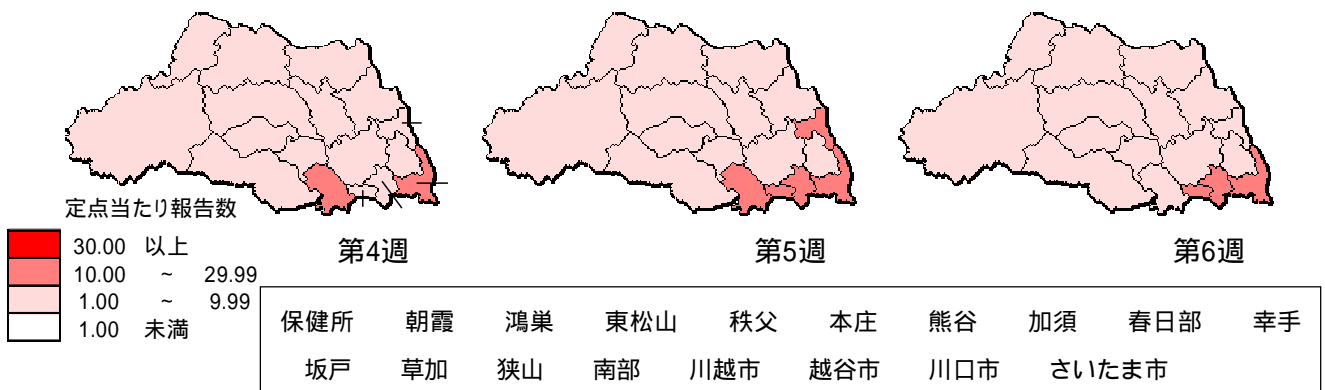 定点当たり報告数
30.00 以上
10.00 ~ 29.99
1.00 ~ 9.99
1.00 未満
第4週
第5週
第6週
保健所 朝霞 鴻巣 東松山 秩父 本庄 熊谷 加須 春日部 幸手
坂戸 草加 狭山 南部 川越市 越谷市 川口市 さいたま市